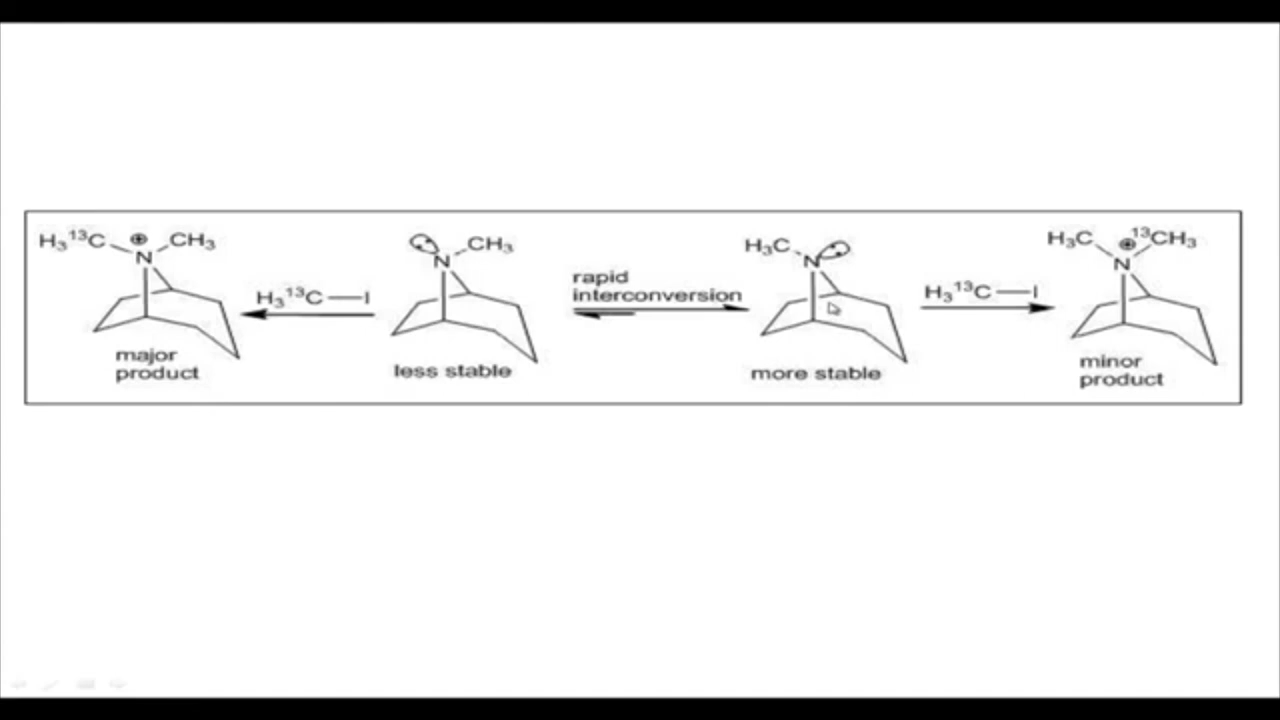 H₃¹³C ⊕ CH₃
N
H₃¹³C—I
major
product
CH₃
N
less stable
rapid
interconversion
H₃C
N
more stable
H₃¹³C—I
H₃C ⊕ ¹³CH₃
N
minor
product